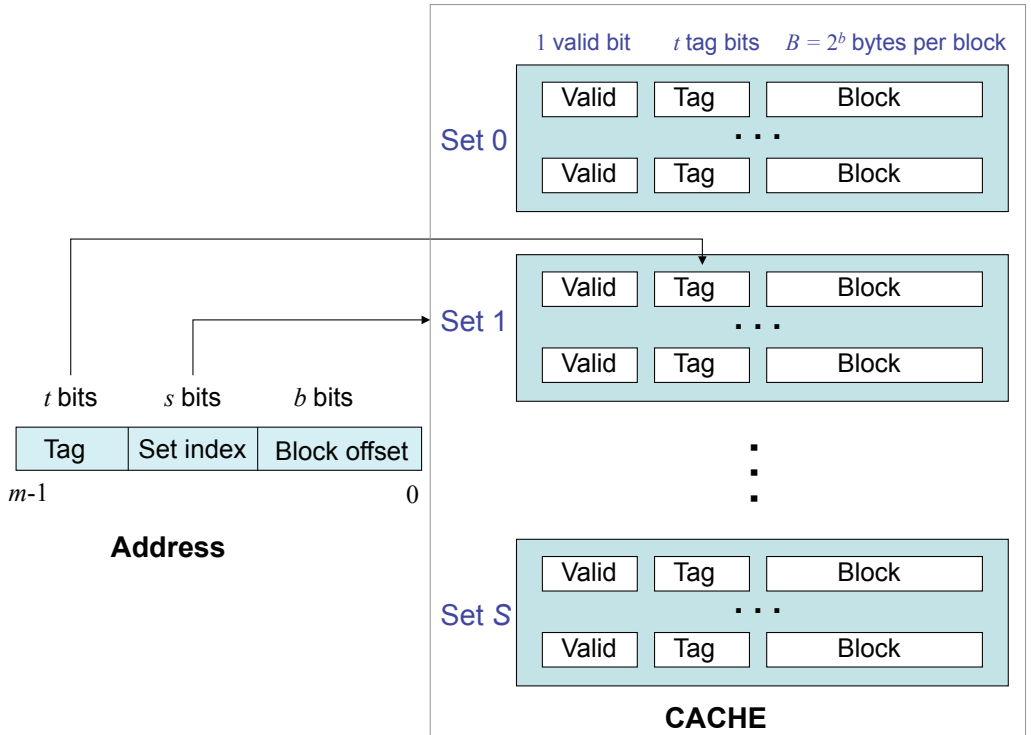 1 valid bit t tag bits B = 2^b bytes per block
Set 0
Valid Tag Block
. . .
Valid Tag Block
Set 1
Valid Tag Block
. . .
Valid Tag Block
t bits s bits b bits
Tag Set index Block offset
m-1 0
Address
Set S
Valid Tag Block
. . .
Valid Tag Block
CACHE